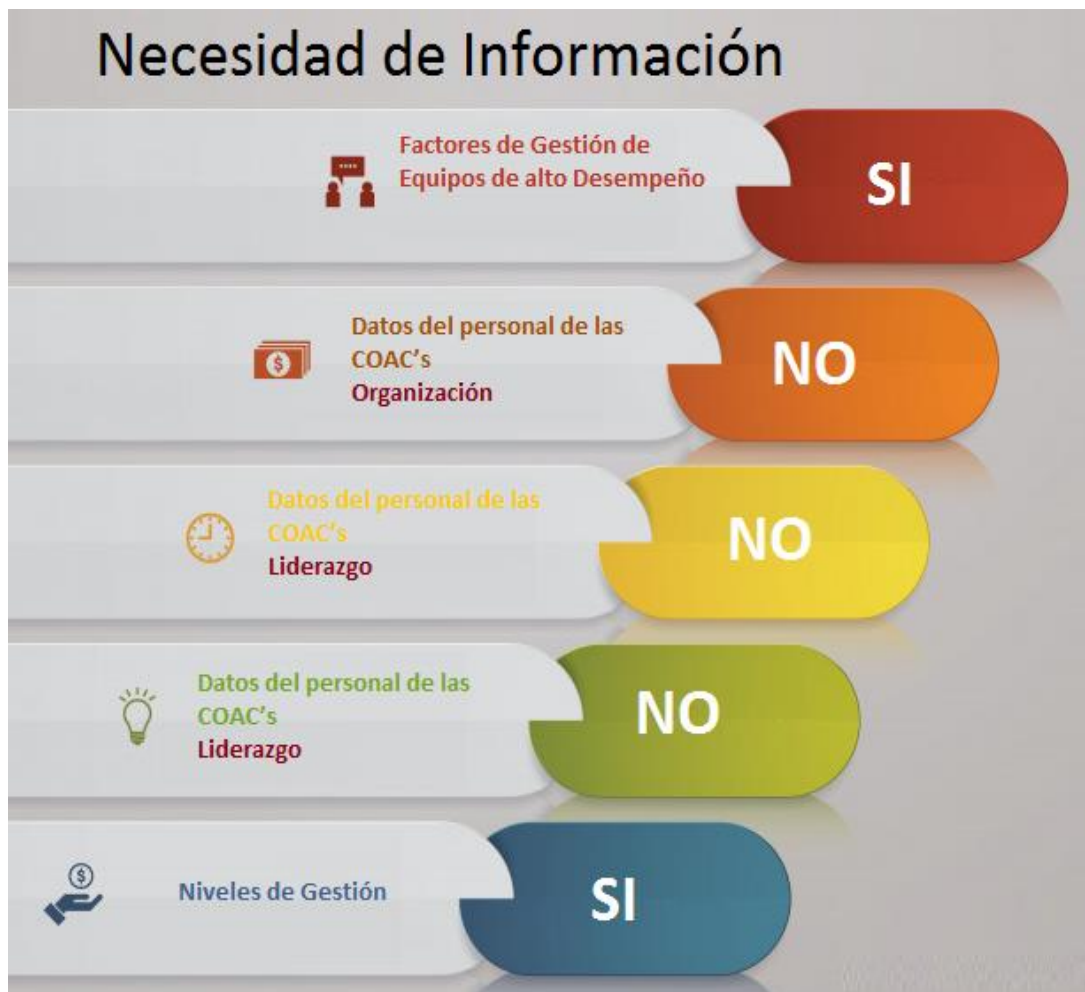 Necesidad de Información
Factores de Gestión de
Equipos de alto Desempeño
SI
Datos del personal de las
COAC's
Organización
NO
Datos del personal de las
COAC's
Liderazgo
NO
Datos del personal de las
COAC's
Liderazgo
NO
Niveles de Gestión
SI